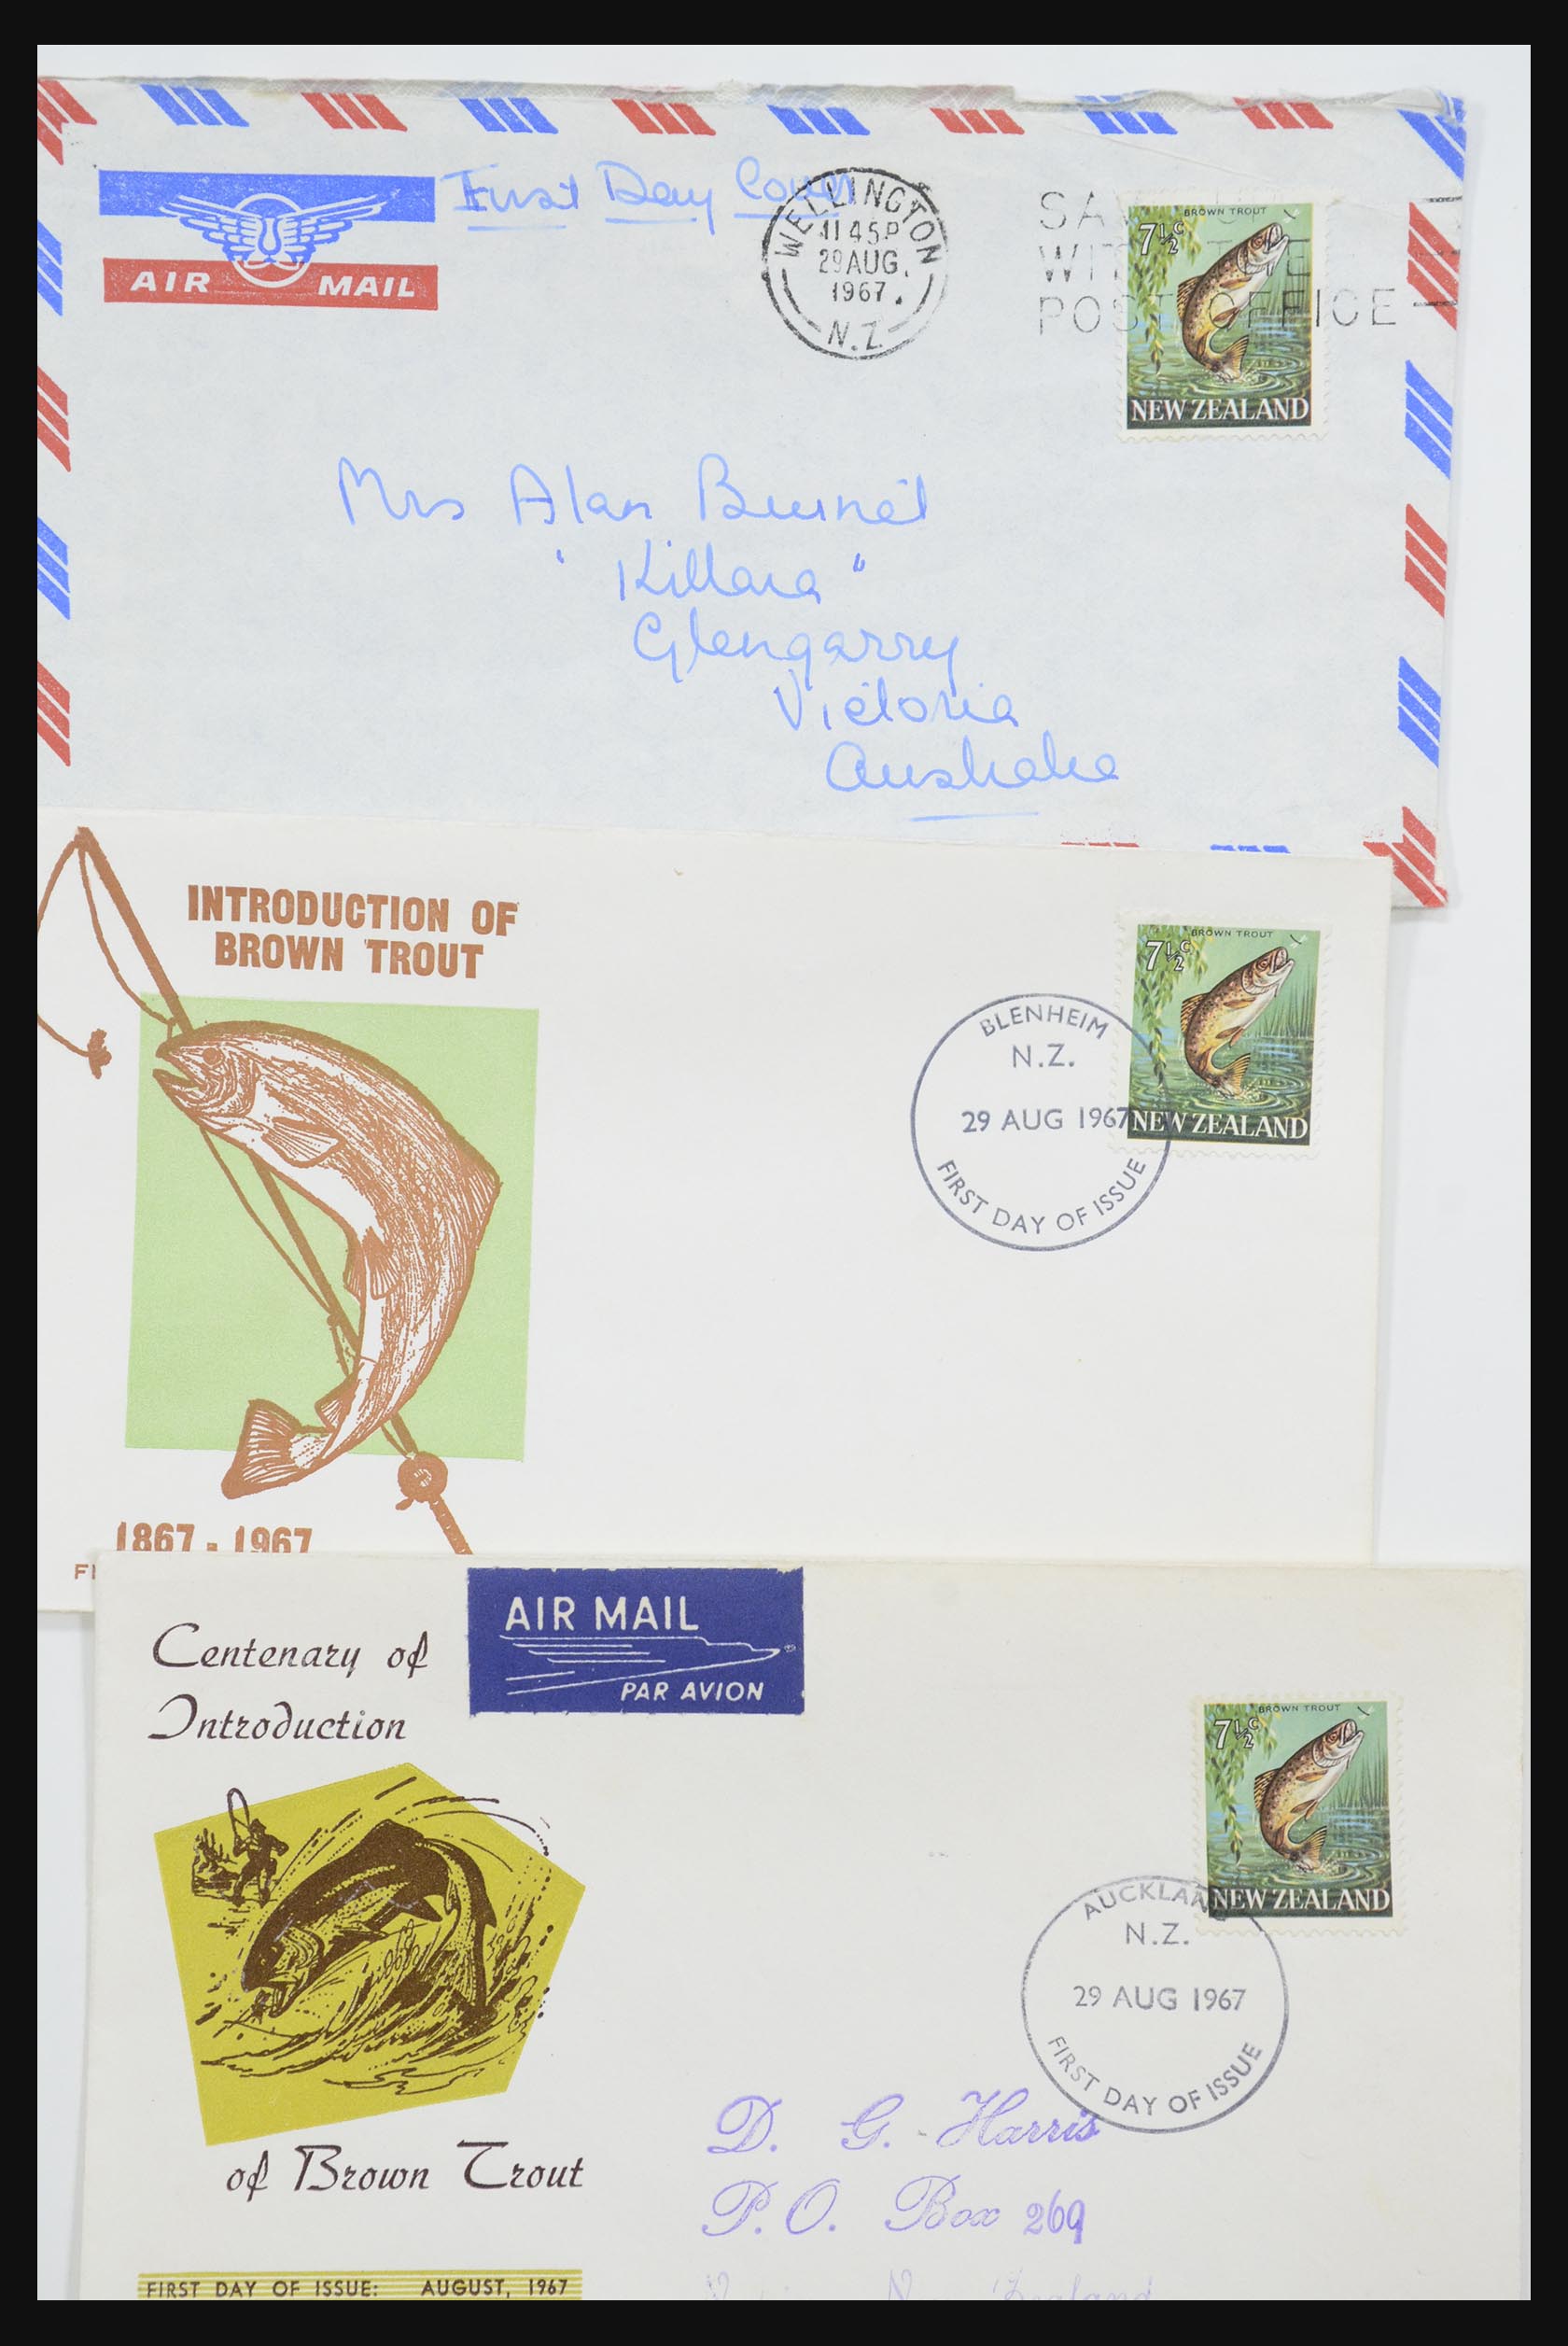 First Day Cover
AIR MAIL
WELLINGTON
11 45 P
29 AUG.
1967.
N.Z.
WIT
POST OFFICE
BROWN TROUT
7½c
NEW ZEALAND
Mrs Alan Burnet
"Killara"
Glengarry
Victoria
Australia
INTRODUCTION OF
BROWN TROUT
1867 - 1967
BLENHEIM
N.Z.
29 AUG 1967
FIRST DAY OF ISSUE
BROWN TROUT
7½c
NEW ZEALAND
Centenary of
Introduction
of Brown Trout
FIRST DAY OF ISSUE: AUGUST, 1967
AIR MAIL
PAR AVION
BROWN TROUT
7½c
NEW ZEALAND
AUCKLAND
N.Z.
29 AUG 1967
FIRST DAY OF ISSUE
D. G. Harris
P.O. Box 269
Zealand